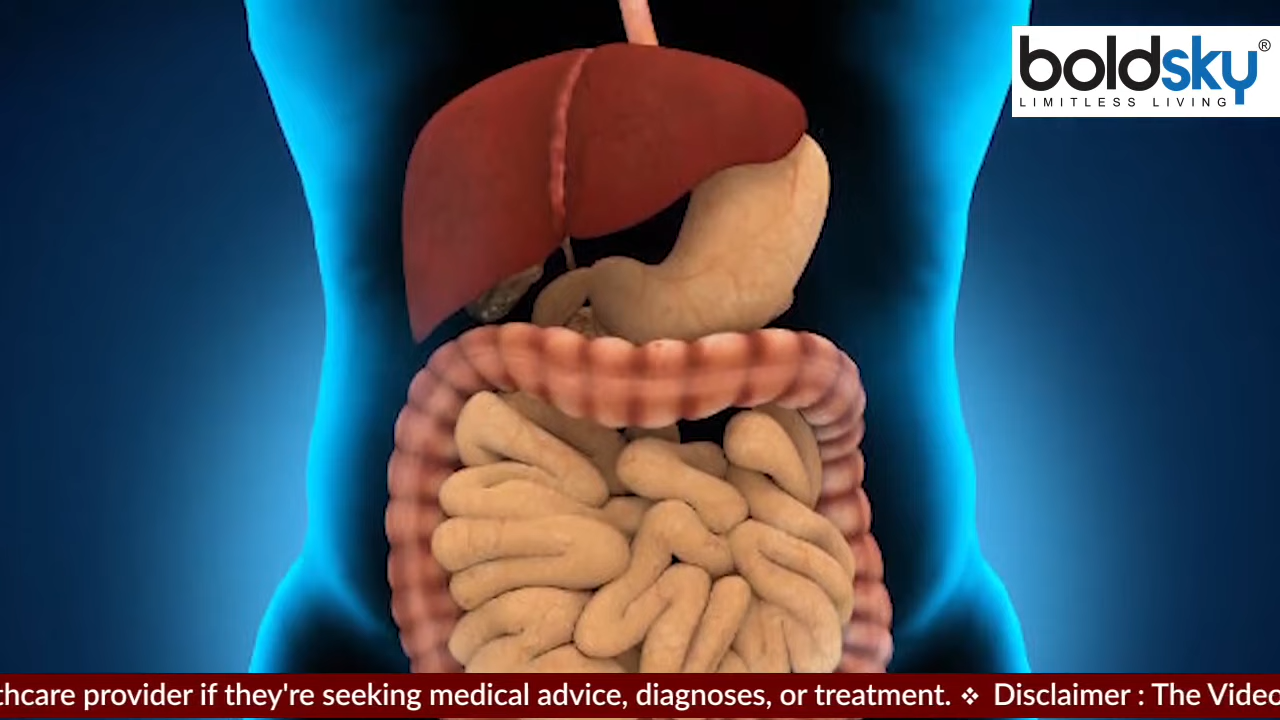 boldsky®
LIMITLESS LIVING
thcare provider if they're seeking medical advice, diagnoses, or treatment. ❖ Disclaimer : The Video